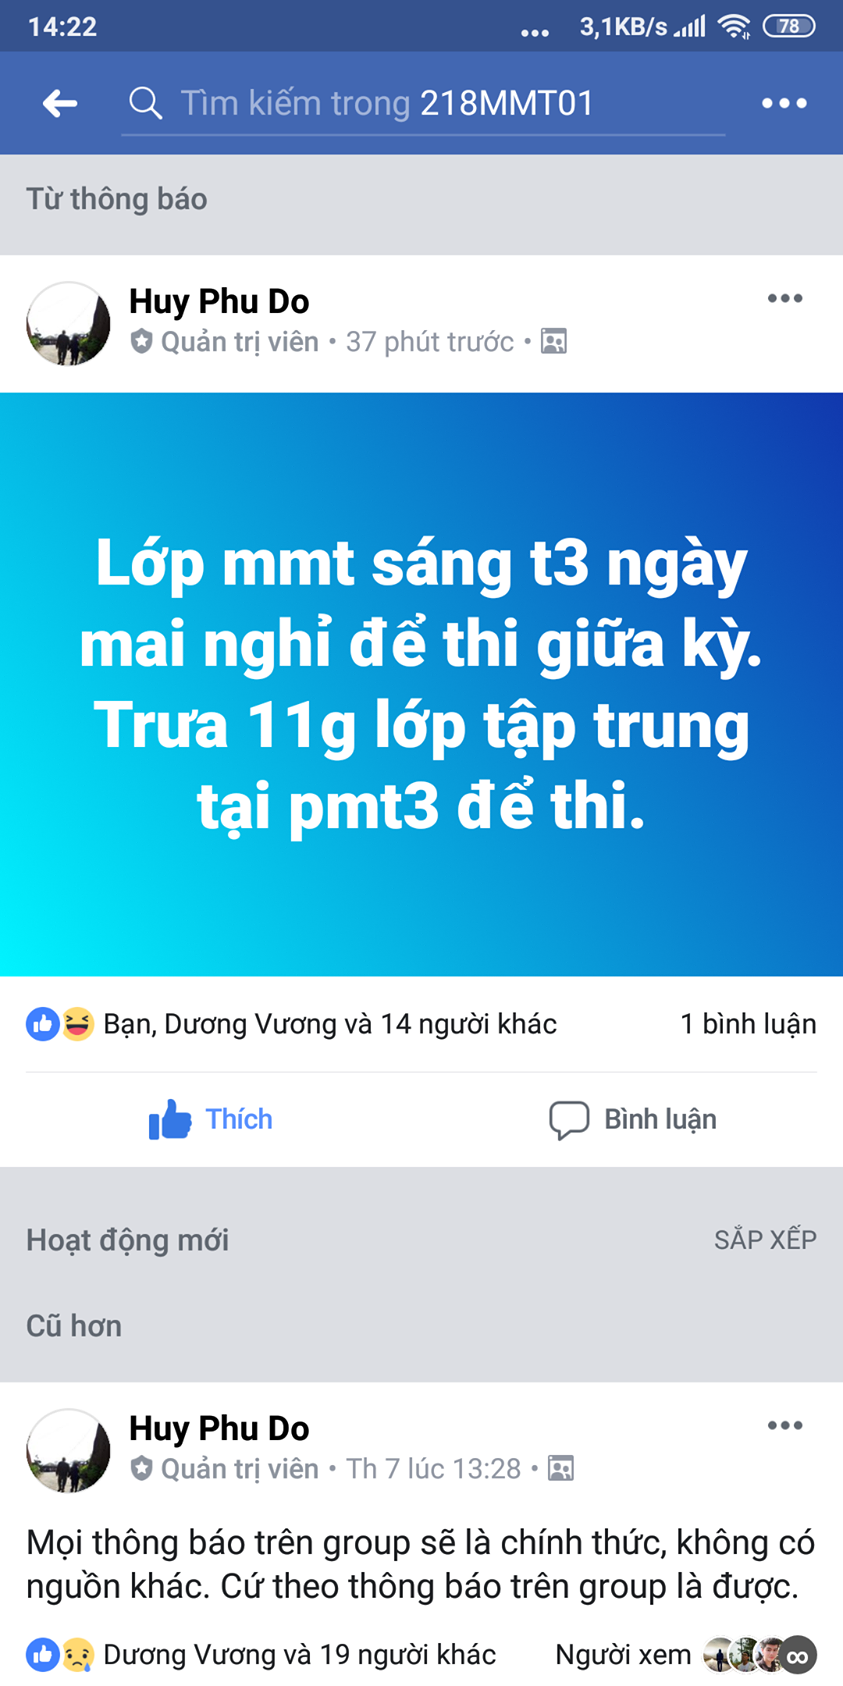 14:22 ... 3,1KB/s 78
Tìm kiếm trong 218MMT01
Từ thông báo
Huy Phu Do
Quản trị viên • 37 phút trước •
Lớp mmt sáng t3 ngày
mai nghỉ để thi giữa kỳ.
Trưa 11g lớp tập trung
tại pmt3 để thi.
Bạn, Dương Vương và 14 người khác 1 bình luận
Thích Bình luận
Hoạt động mới SẮP XẾP
Cũ hơn
Huy Phu Do
Quản trị viên • Th 7 lúc 13:28 •
Mọi thông báo trên group sẽ là chính thức, không có
nguồn khác. Cứ theo thông báo trên group là được.
Dương Vương và 19 người khác Người xem